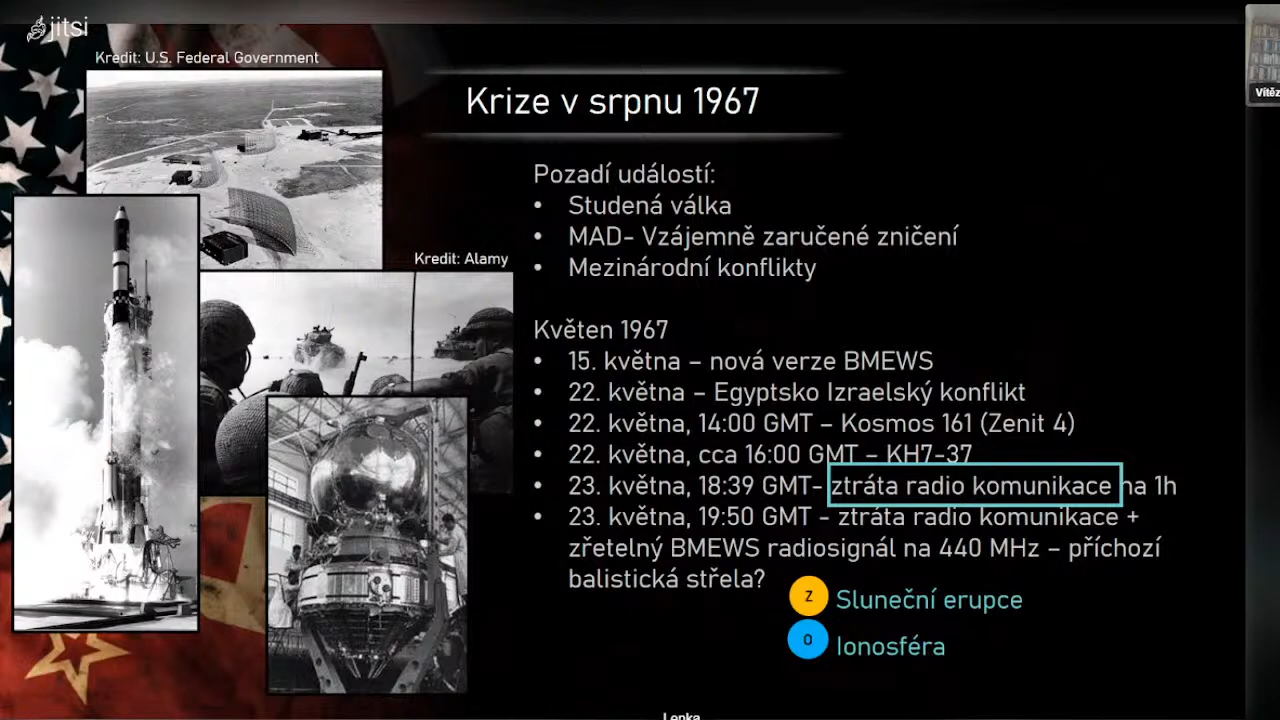 jitsi
Kredit: U.S. Federal Government
Krize v srpnu 1967
Vítěz
Pozadí událostí:
• Studená válka
• MAD- Vzájemně zaručené zničení
Kredit: Alamy
• Mezinárodní konflikty
Květen 1967
• 15. května – nová verze BMEWS
• 22. května – Egyptsko Izraelský konflikt
• 22. května, 14:00 GMT – Kosmos 161 (Zenit 4)
• 22. května, cca 16:00 GMT – KH7-37
• 23. května, 18:39 GMT- ztráta radio komunikace na 1h
• 23. května, 19:50 GMT - ztráta radio komunikace +
zřetelný BMEWS radiosignál na 440 MHz – příchozí
balistická střela?
Z Sluneční erupce
O Ionosféra
Lenka